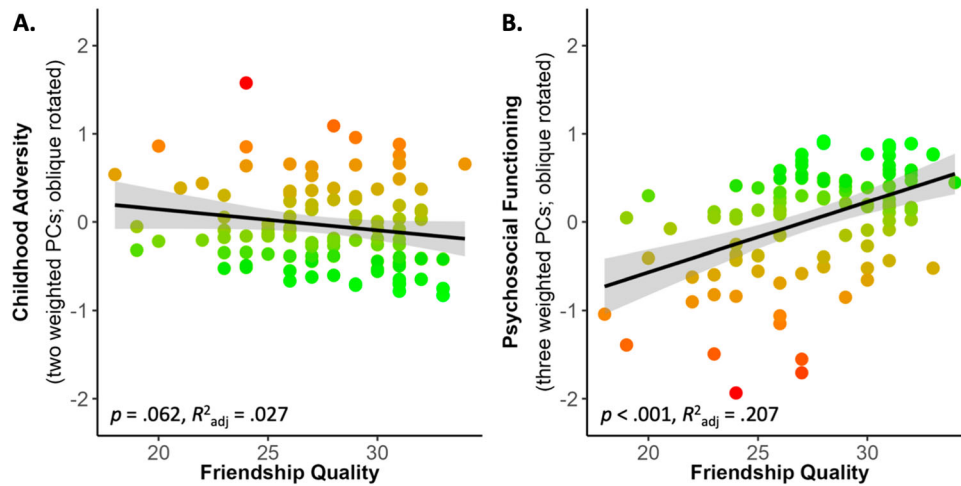 A.
Childhood Adversity
(two weighted PCs; oblique rotated)
2
1
0
-1
-2
p = .062, R²adj = .027
20
25
30
Friendship Quality
B.
Psychosocial Functioning
(three weighted PCs; oblique rotated)
2
1
0
-1
-2
p < .001, R²adj = .207
20
25
30
Friendship Quality